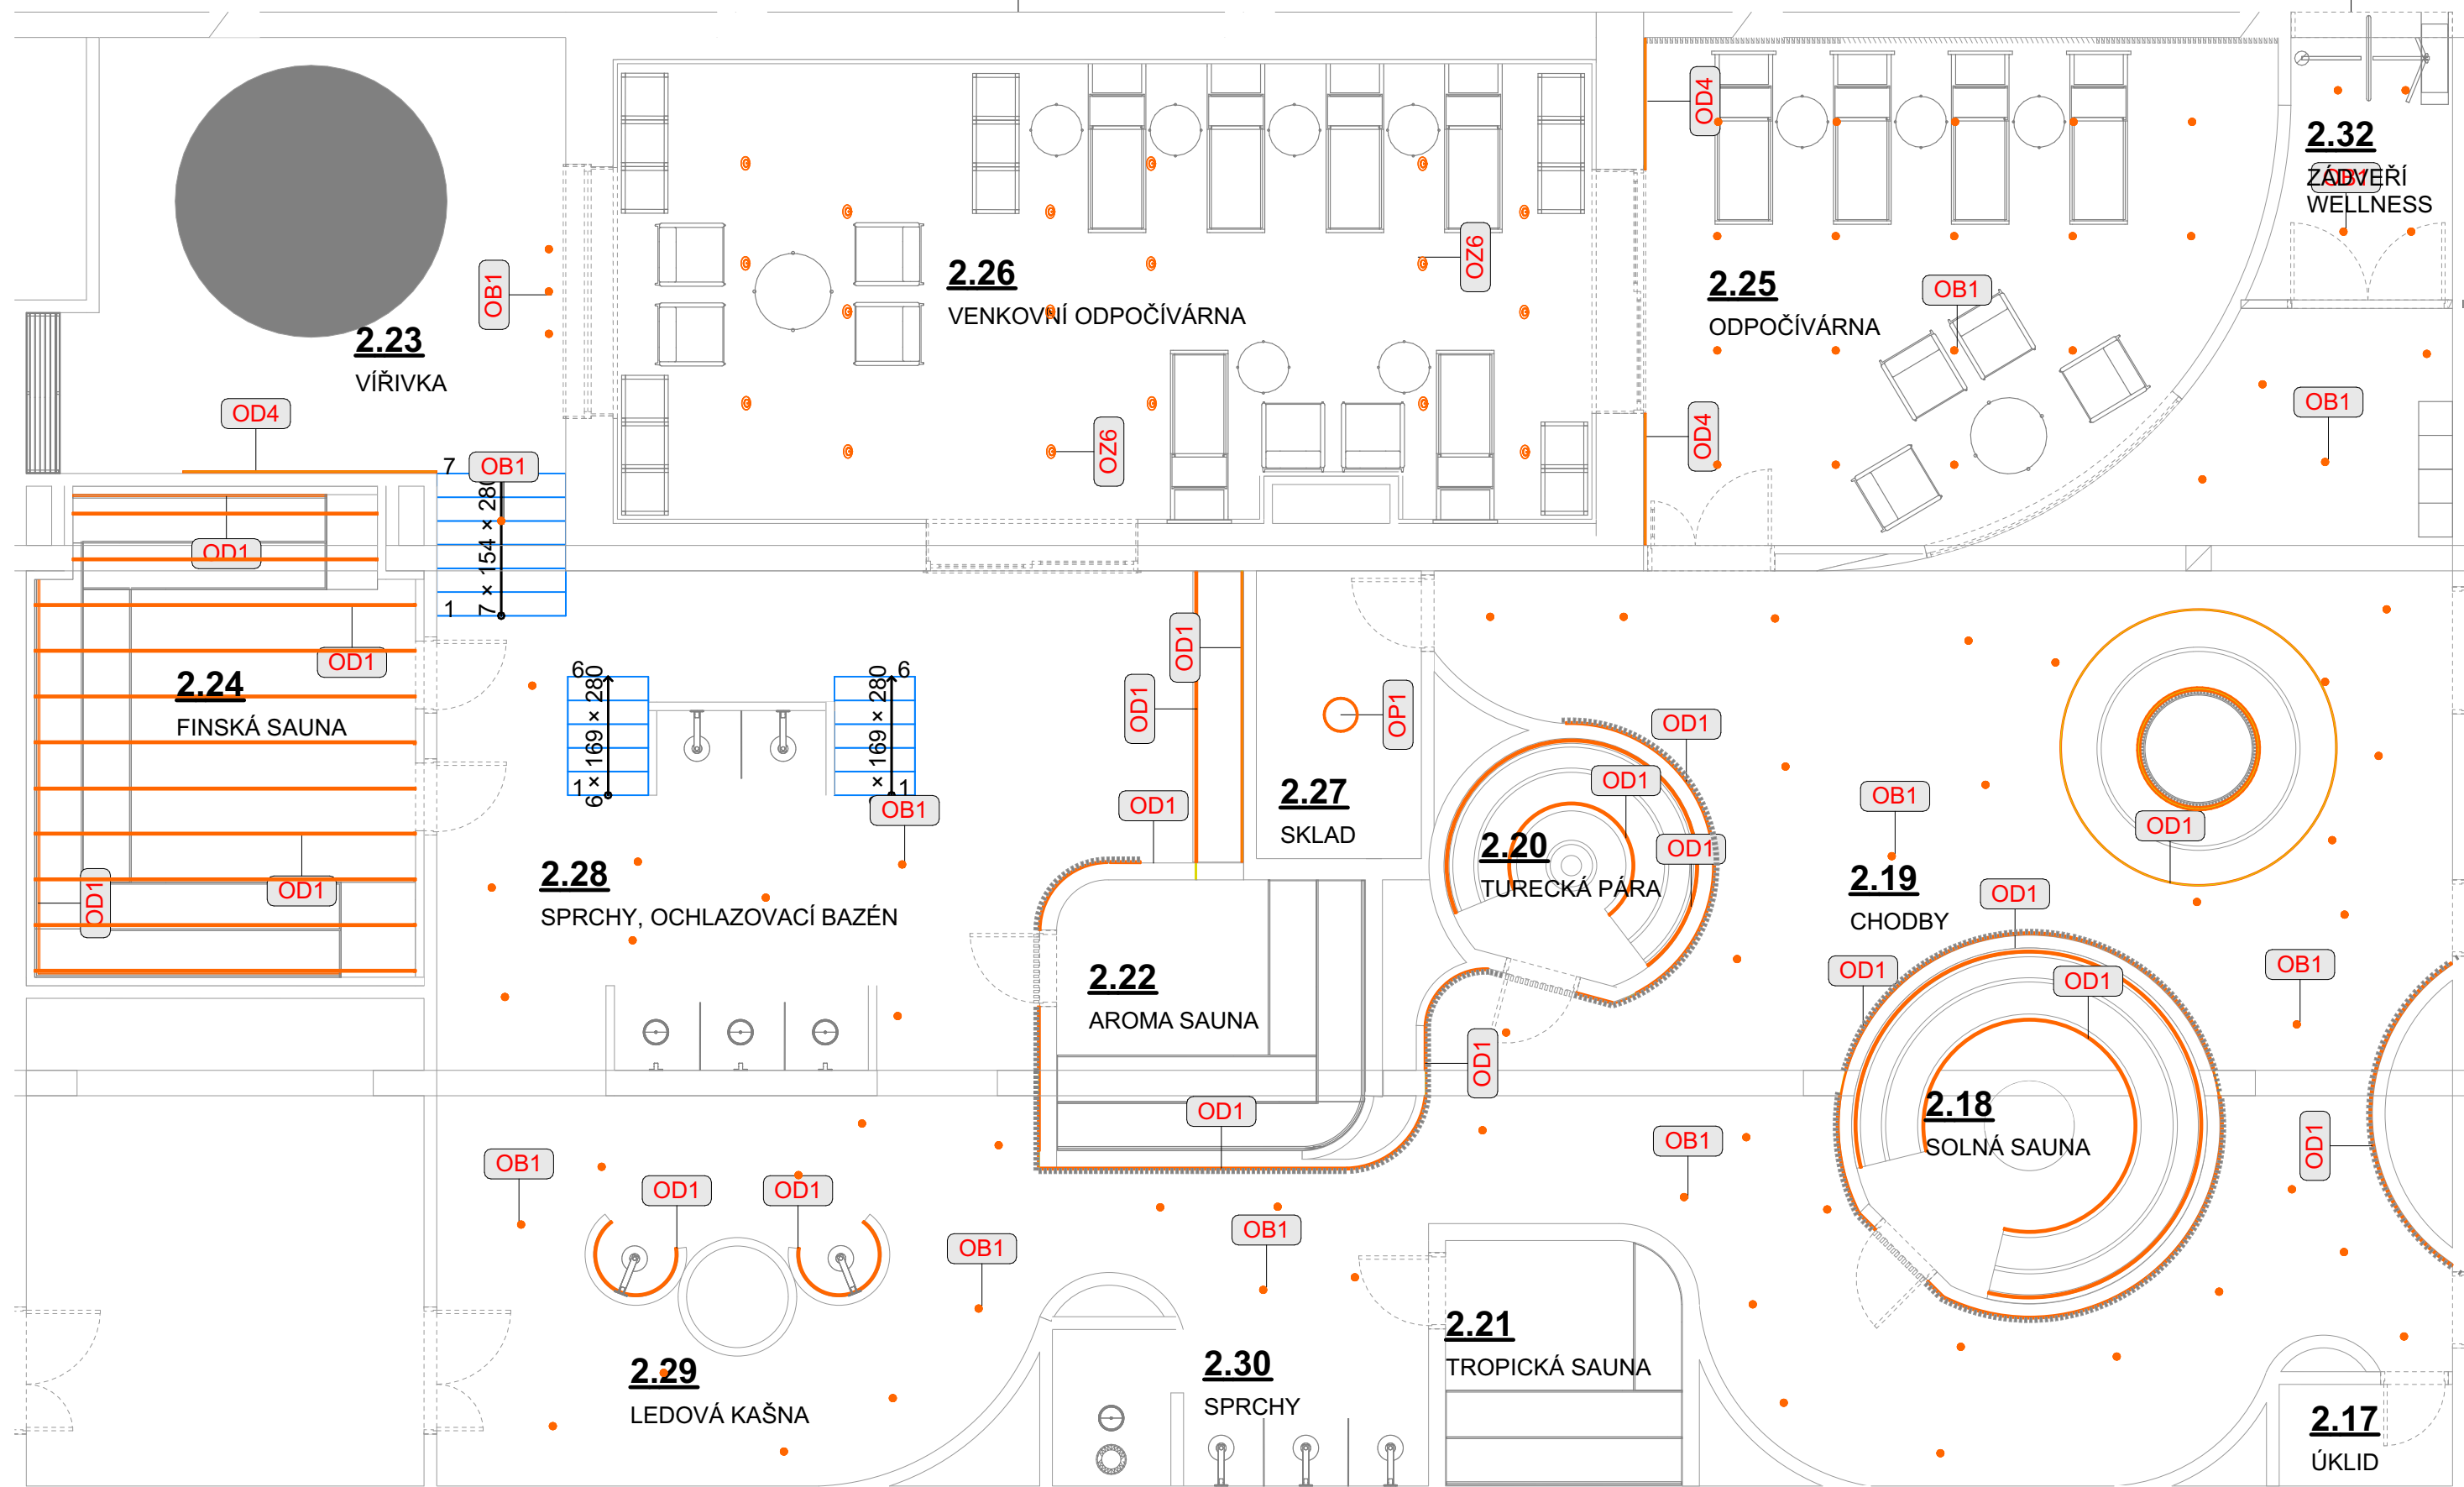 OD4
2.32
OB1
ZÁDVEŘÍ
WELLNESS
OZ6
2.26
VENKOVNÍ ODPOČÍVÁRNA
OB1
2.25
ODPOČÍVÁRNA
OB1
2.23
VÍŘIVKA
OD4
OB1
OD4
OZ6
7
OB1
7 × 154 × 280
1
OD1
OD1
2.24
FINSKÁ SAUNA
OD1
OD1
6
6 × 169 × 280
1
6
× 169 × 280
1
OB1
OD1
OD1
OD1
OP1
2.27
SKLAD
OD1
OD1
OD1
2.20
TURECKÁ PÁRA
OB1
OD1
2.19
CHODBY
2.28
SPRCHY, OCHLAZOVACÍ BAZÉN
2.22
AROMA SAUNA
OD1
OD1
OD1
OD1
OB1
OD1
OB1
2.18
SOLNÁ SAUNA
OD1
OB1
OD1
OD1
OB1
OB1
2.29
LEDOVÁ KAŠNA
2.30
SPRCHY
2.21
TROPICKÁ SAUNA
2.17
ÚKLID